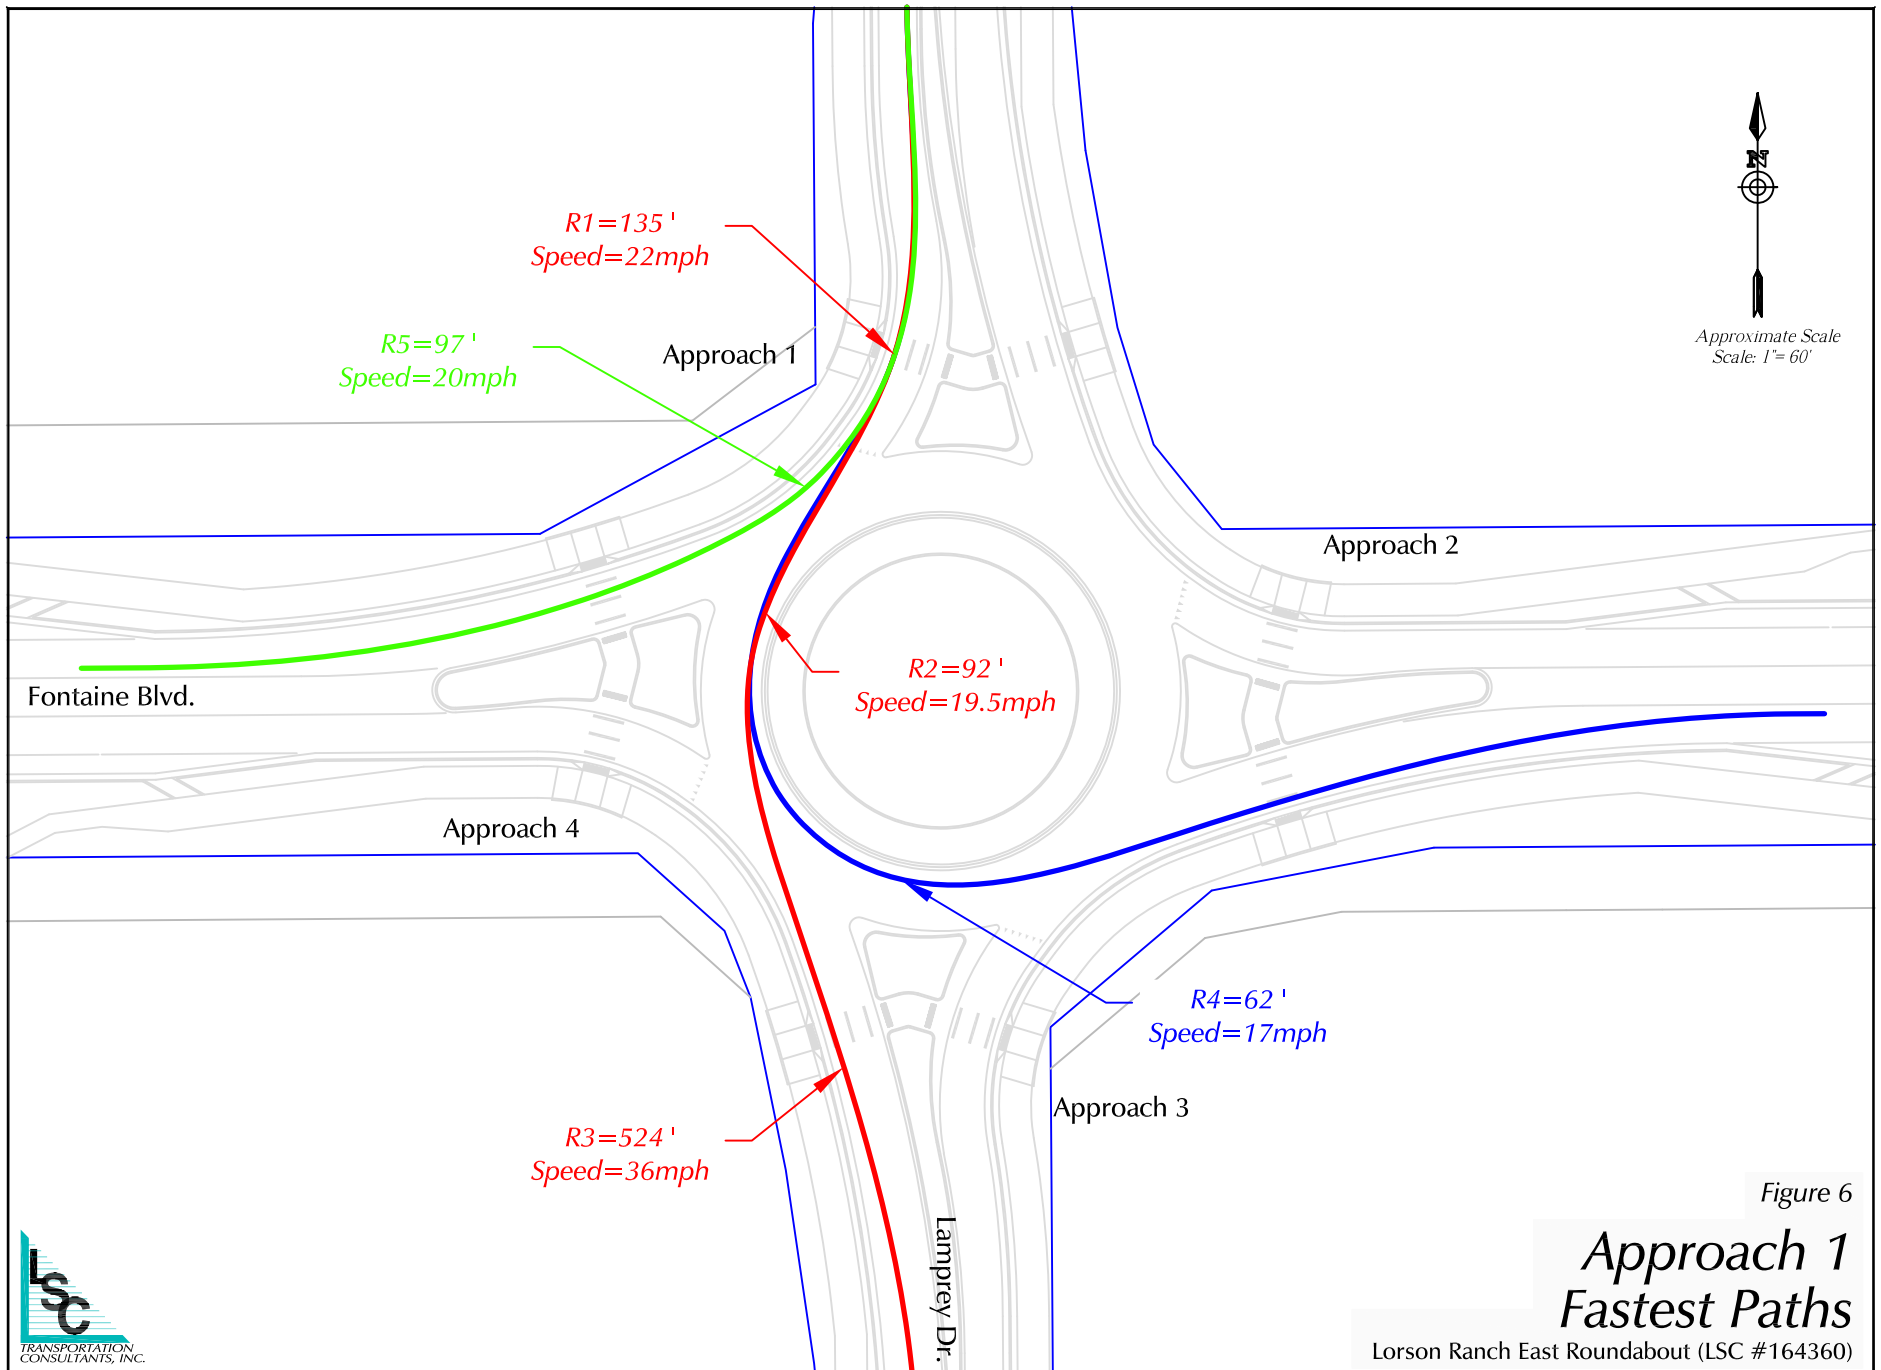 N
Approximate Scale
Scale: 1"= 60'
R1=135 '
Speed=22mph
R5=97 '
Speed=20mph
Approach 1
Approach 2
R2=92 '
Speed=19.5mph
Fontaine Blvd.
Approach 4
R4=62 '
Speed=17mph
Approach 3
R3=524 '
Speed=36mph
Lamprey Dr.
Figure 6
Approach 1
Fastest Paths
Lorson Ranch East Roundabout (LSC #164360)
LSC
TRANSPORTATION
CONSULTANTS, INC.